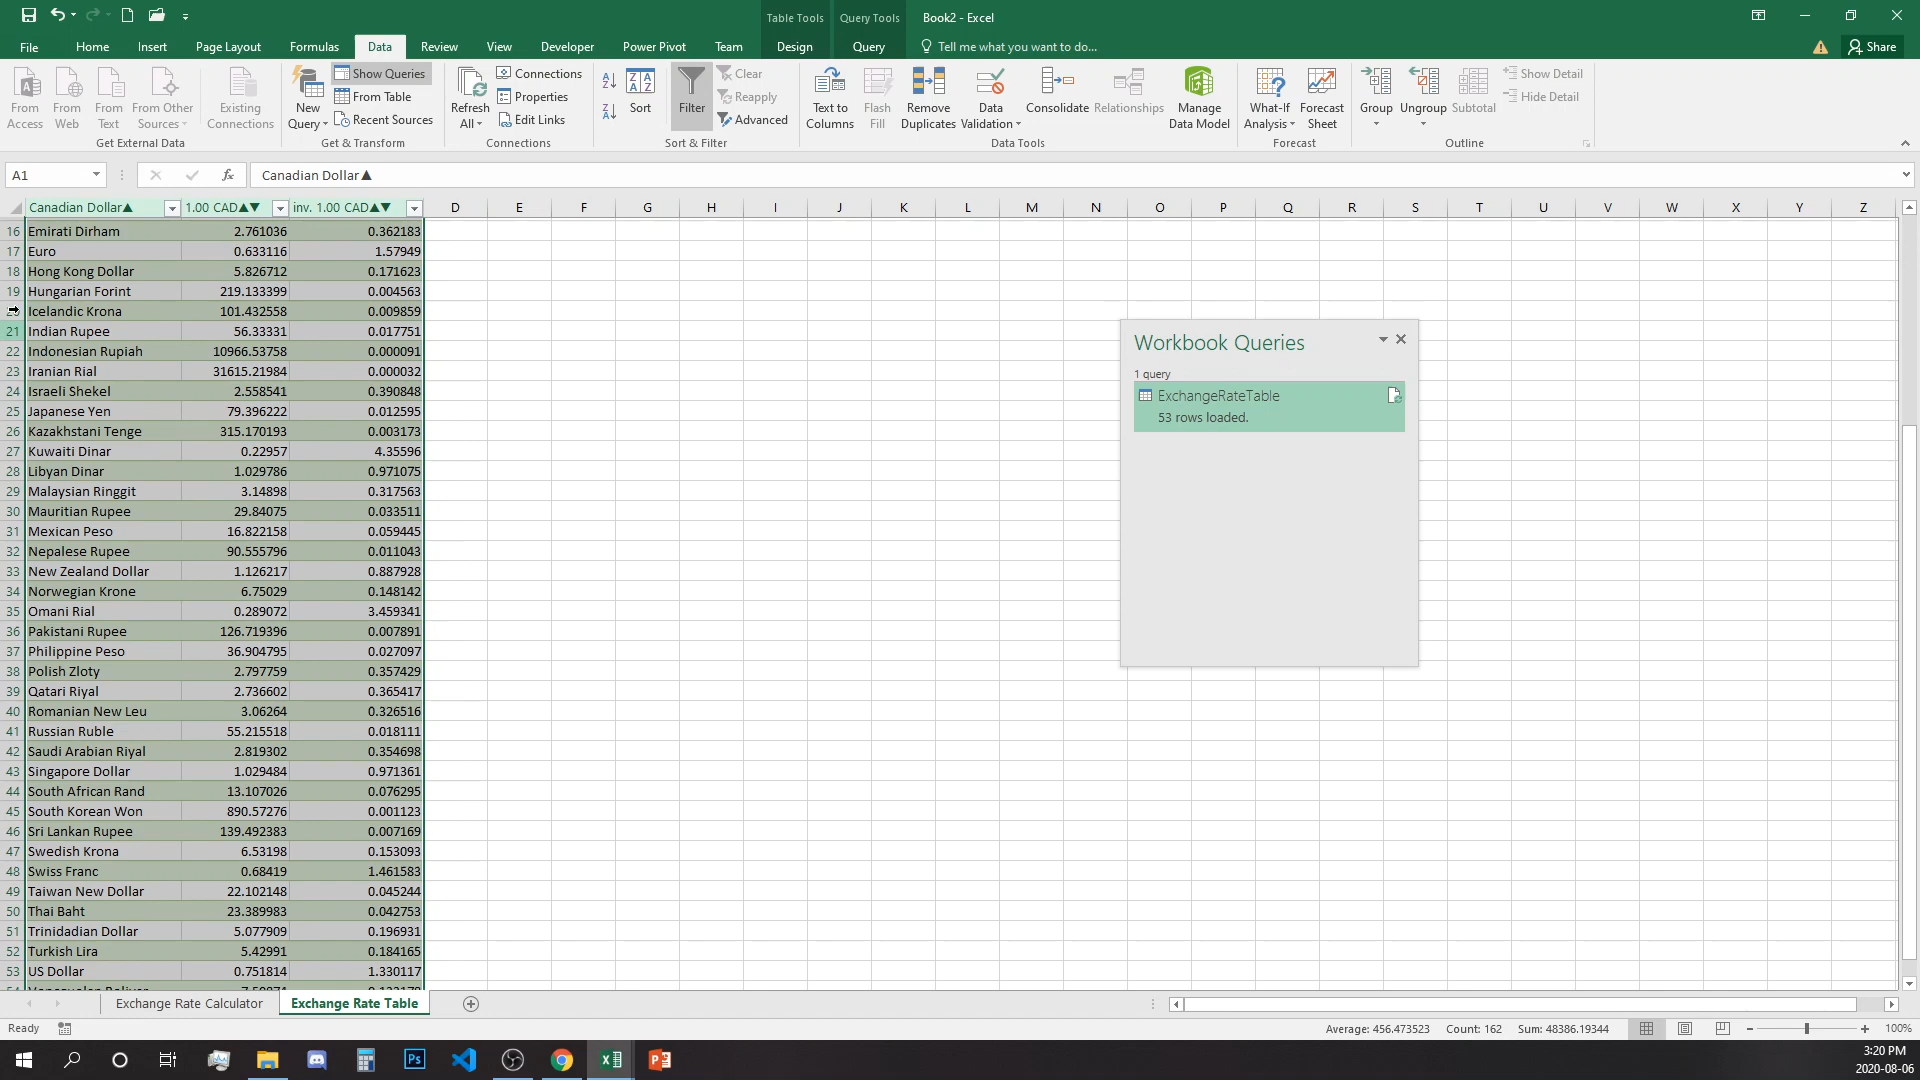 Table Tools Query Tools Book2 - Excel
File Home Insert Page Layout Formulas Data Review View Developer Power Pivot Team Design Query Tell me what you want to do... Share
From Access
From Web
From Text
From Other Sources
Existing Connections
Get External Data
New Query
Show Queries
From Table
Recent Sources
Get & Transform
Refresh All
Connections
Properties
Edit Links
Connections
Sort
Filter
Clear
Reapply
Advanced
Sort & Filter
Text to Columns
Flash Fill
Remove Duplicates
Data Validation
Consolidate
Relationships
Manage Data Model
Data Tools
What-If Analysis
Forecast Sheet
Forecast
Group
Ungroup
Subtotal
Show Detail
Hide Detail
Outline
A1 fx Canadian Dollar▲
Canadian Dollar▲ 1.00 CAD▲▼ inv. 1.00 CAD▲▼ D E F G H I J K L M N O P Q R S T U V W X Y Z
16 Emirati Dirham 2.761036 0.362183
17 Euro 0.633116 1.57949
18 Hong Kong Dollar 5.826712 0.171623
19 Hungarian Forint 219.133399 0.004563
Icelandic Krona 101.432558 0.009859
21 Indian Rupee 56.33331 0.017751
22 Indonesian Rupiah 10966.53758 0.000091
23 Iranian Rial 31615.21984 0.000032
24 Israeli Shekel 2.558541 0.390848
25 Japanese Yen 79.396222 0.012595
26 Kazakhstani Tenge 315.170193 0.003173
27 Kuwaiti Dinar 0.22957 4.35596
28 Libyan Dinar 1.029786 0.971075
29 Malaysian Ringgit 3.14898 0.317563
30 Mauritian Rupee 29.84075 0.033511
31 Mexican Peso 16.822158 0.059445
32 Nepalese Rupee 90.555796 0.011043
33 New Zealand Dollar 1.126217 0.887928
34 Norwegian Krone 6.75029 0.148142
35 Omani Rial 0.289072 3.459341
36 Pakistani Rupee 126.719396 0.007891
37 Philippine Peso 36.904795 0.027097
38 Polish Zloty 2.797759 0.357429
39 Qatari Riyal 2.736602 0.365417
40 Romanian New Leu 3.06264 0.326516
41 Russian Ruble 55.215518 0.018111
42 Saudi Arabian Riyal 2.819302 0.354698
43 Singapore Dollar 1.029484 0.971361
44 South African Rand 13.107026 0.076295
45 South Korean Won 890.57276 0.001123
46 Sri Lankan Rupee 139.492383 0.007169
47 Swedish Krona 6.53198 0.153093
48 Swiss Franc 0.68419 1.461583
49 Taiwan New Dollar 22.102148 0.045244
50 Thai Baht 23.389983 0.042753
51 Trinidadian Dollar 5.077909 0.196931
52 Turkish Lira 5.42991 0.184165
53 US Dollar 0.751814 1.330117
Workbook Queries
1 query
ExchangeRateTable
53 rows loaded.
Exchange Rate Calculator Exchange Rate Table
Ready Average: 456.473523 Count: 162 Sum: 48386.19344 100%
3:20 PM
2020-08-06